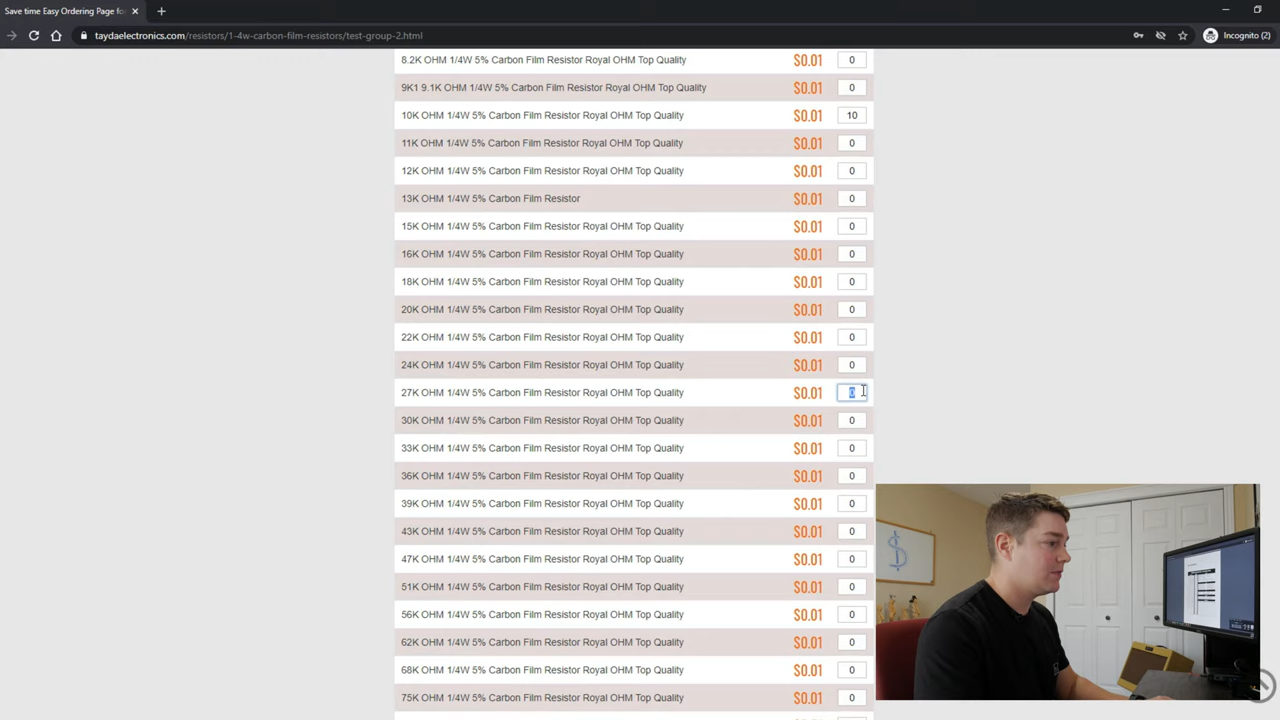 Save time Easy Ordering Page fo
Incognito (2)
taydaelectronics.com/resistors/1-4w-carbon-film-resistors/test-group-2.html
8.2K OHM 1/4W 5% Carbon Film Resistor Royal OHM Top Quality $0.01 0
9K1 9.1K OHM 1/4W 5% Carbon Film Resistor Royal OHM Top Quality $0.01 0
10K OHM 1/4W 5% Carbon Film Resistor Royal OHM Top Quality $0.01 10
11K OHM 1/4W 5% Carbon Film Resistor Royal OHM Top Quality $0.01 0
12K OHM 1/4W 5% Carbon Film Resistor Royal OHM Top Quality $0.01 0
13K OHM 1/4W 5% Carbon Film Resistor $0.01 0
15K OHM 1/4W 5% Carbon Film Resistor Royal OHM Top Quality $0.01 0
16K OHM 1/4W 5% Carbon Film Resistor Royal OHM Top Quality $0.01 0
18K OHM 1/4W 5% Carbon Film Resistor Royal OHM Top Quality $0.01 0
20K OHM 1/4W 5% Carbon Film Resistor Royal OHM Top Quality $0.01 0
22K OHM 1/4W 5% Carbon Film Resistor Royal OHM Top Quality $0.01 0
24K OHM 1/4W 5% Carbon Film Resistor Royal OHM Top Quality $0.01 0
27K OHM 1/4W 5% Carbon Film Resistor Royal OHM Top Quality $0.01 0
30K OHM 1/4W 5% Carbon Film Resistor Royal OHM Top Quality $0.01 0
33K OHM 1/4W 5% Carbon Film Resistor Royal OHM Top Quality $0.01 0
36K OHM 1/4W 5% Carbon Film Resistor Royal OHM Top Quality $0.01 0
39K OHM 1/4W 5% Carbon Film Resistor Royal OHM Top Quality $0.01 0
43K OHM 1/4W 5% Carbon Film Resistor Royal OHM Top Quality $0.01 0
47K OHM 1/4W 5% Carbon Film Resistor Royal OHM Top Quality $0.01 0
51K OHM 1/4W 5% Carbon Film Resistor Royal OHM Top Quality $0.01 0
56K OHM 1/4W 5% Carbon Film Resistor Royal OHM Top Quality $0.01 0
62K OHM 1/4W 5% Carbon Film Resistor Royal OHM Top Quality $0.01 0
68K OHM 1/4W 5% Carbon Film Resistor Royal OHM Top Quality $0.01 0
75K OHM 1/4W 5% Carbon Film Resistor Royal OHM Top Quality $0.01 0
$